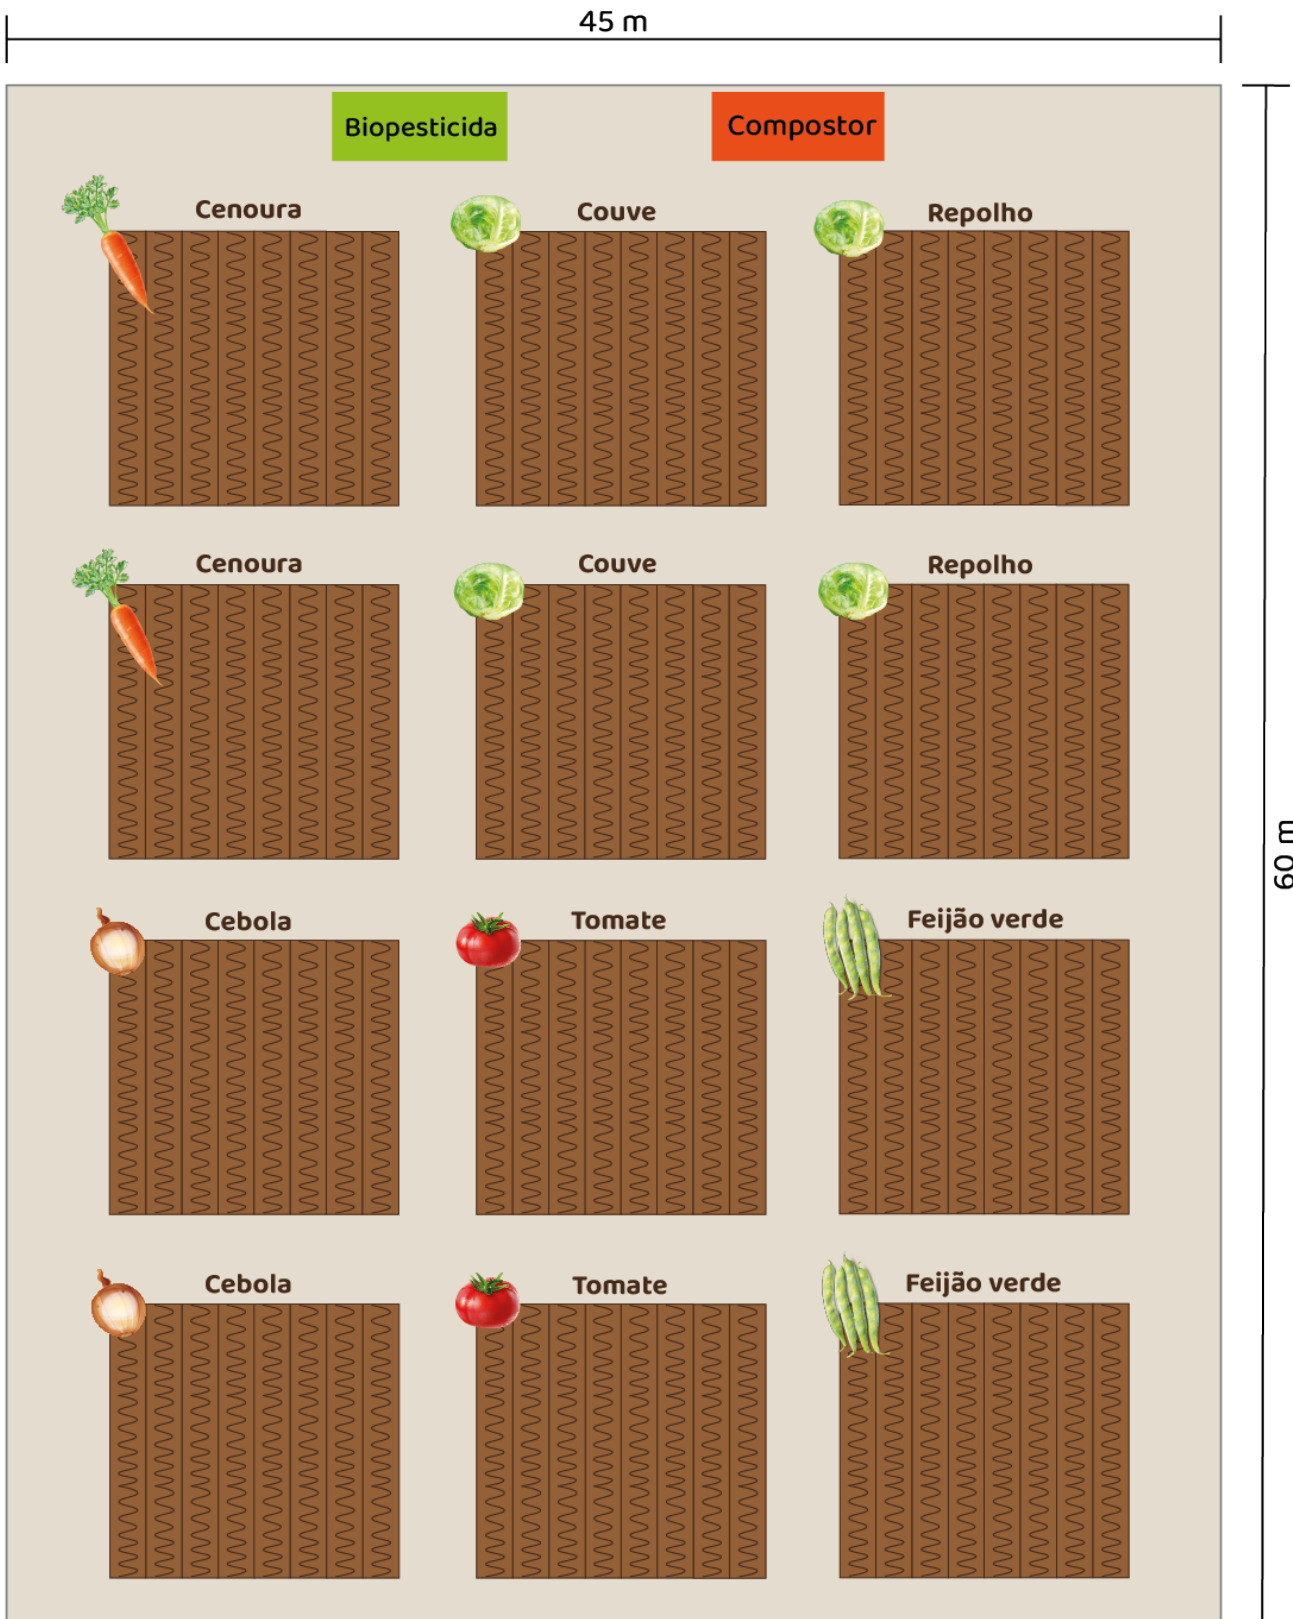 45 m
Biopesticida
Compostor
Cenoura
Couve
Repolho
Cenoura
Couve
Repolho
60 m
Cebola
Tomate
Feijão verde
Cebola
Tomate
Feijão verde